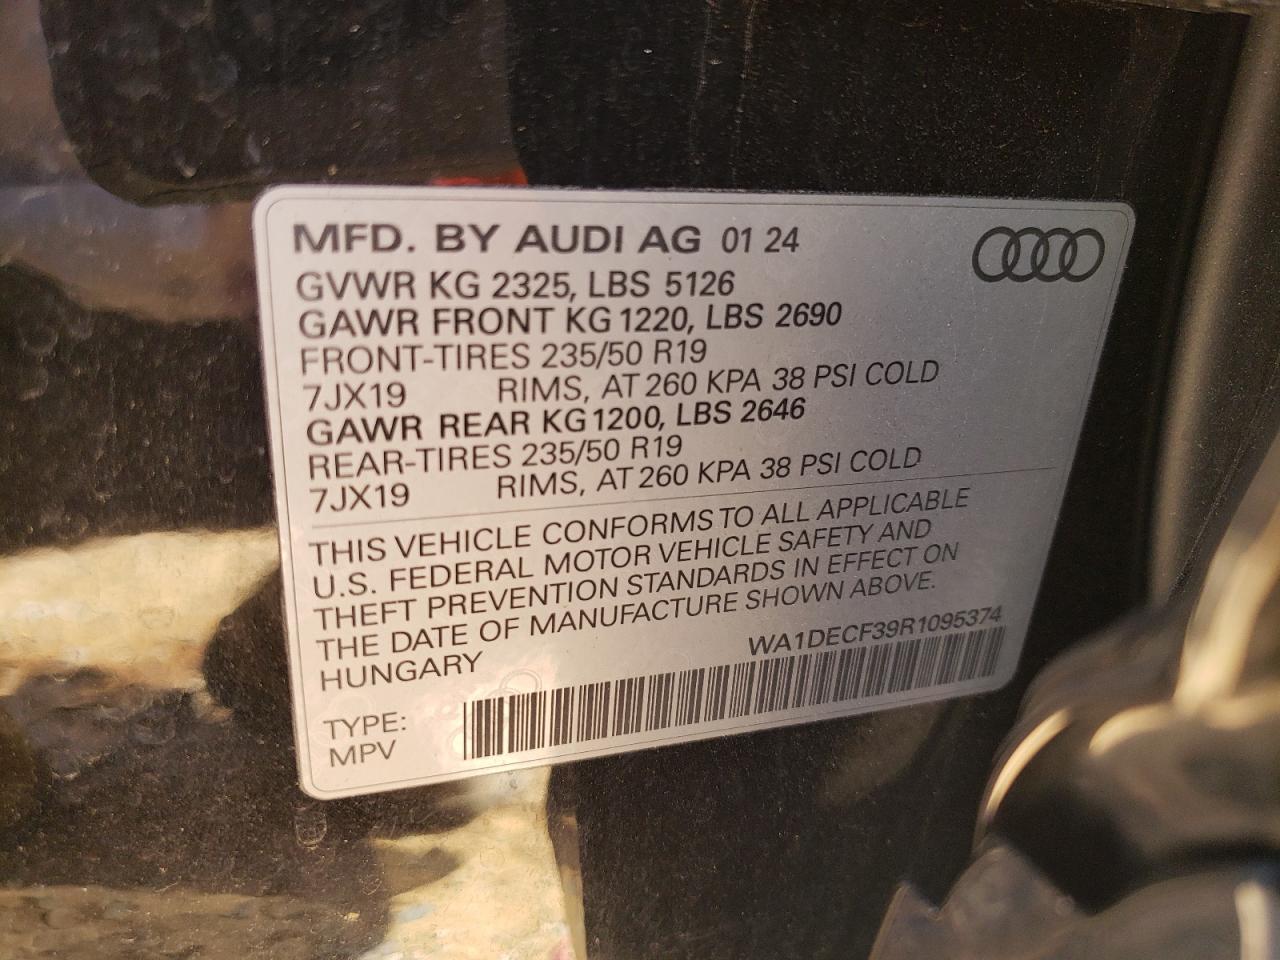 MFD. BY AUDI AG 01 24
GVWR KG 2325, LBS 5126
GAWR FRONT KG 1220, LBS 2690
FRONT-TIRES 235/50 R19
7JX19 RIMS, AT 260 KPA 38 PSI COLD
GAWR REAR KG 1200, LBS 2646
REAR-TIRES 235/50 R19
7JX19 RIMS, AT 260 KPA 38 PSI COLD
THIS VEHICLE CONFORMS TO ALL APPLICABLE
U.S. FEDERAL MOTOR VEHICLE SAFETY AND
THEFT PREVENTION STANDARDS IN EFFECT ON
THE DATE OF MANUFACTURE SHOWN ABOVE.
HUNGARY WA1DECF39R1095374
TYPE:
MPV